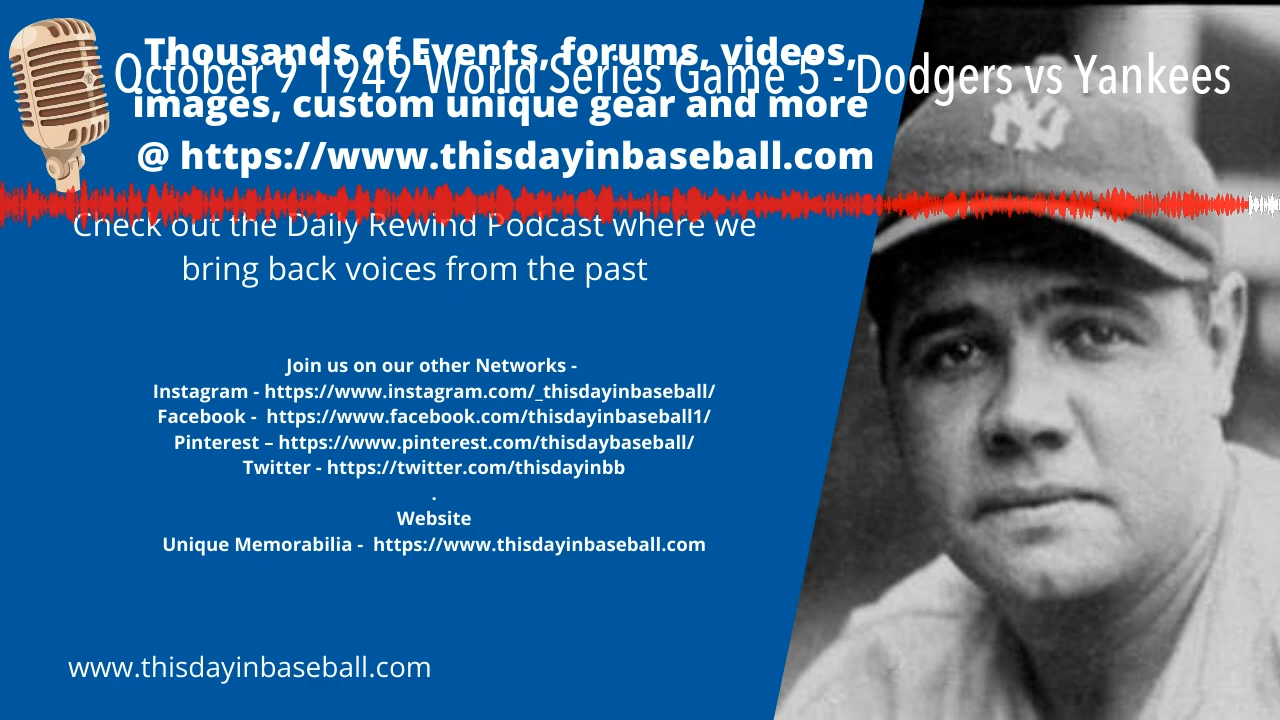 Thousands of Events, forums, videos,
October 9 1949 World Series Game 5 - Dodgers vs Yankees
images, custom unique gear and more
@ https://www.thisdayinbaseball.com
NY
Check out the Daily Rewind Podcast where we
bring back voices from the past
Join us on our other Networks -
Instagram - https://www.instagram.com/_thisdayinbaseball/
Facebook -  https://www.facebook.com/thisdayinbaseball1/
Pinterest – https://www.pinterest.com/thisdaybaseball/
Twitter - https://twitter.com/thisdayinbb
.
Website
Unique Memorabilia -  https://www.thisdayinbaseball.com
www.thisdayinbaseball.com